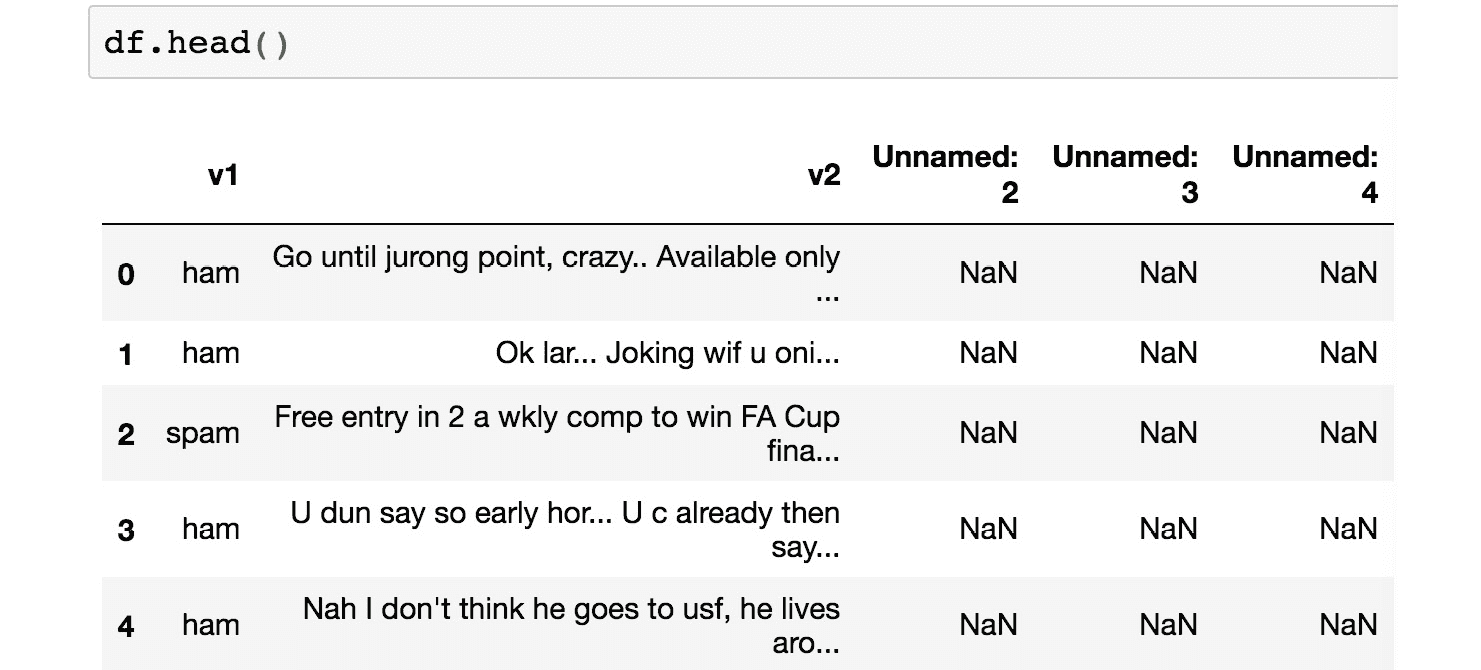 df.head()
v1 v2 Unnamed: 2 Unnamed: 3 Unnamed: 4
0 ham Go until jurong point, crazy.. Available only ... NaN NaN NaN
1 ham Ok lar... Joking wif u oni... NaN NaN NaN
2 spam Free entry in 2 a wkly comp to win FA Cup fina... NaN NaN NaN
3 ham U dun say so early hor... U c already then say... NaN NaN NaN
4 ham Nah I don't think he goes to usf, he lives aro... NaN NaN NaN